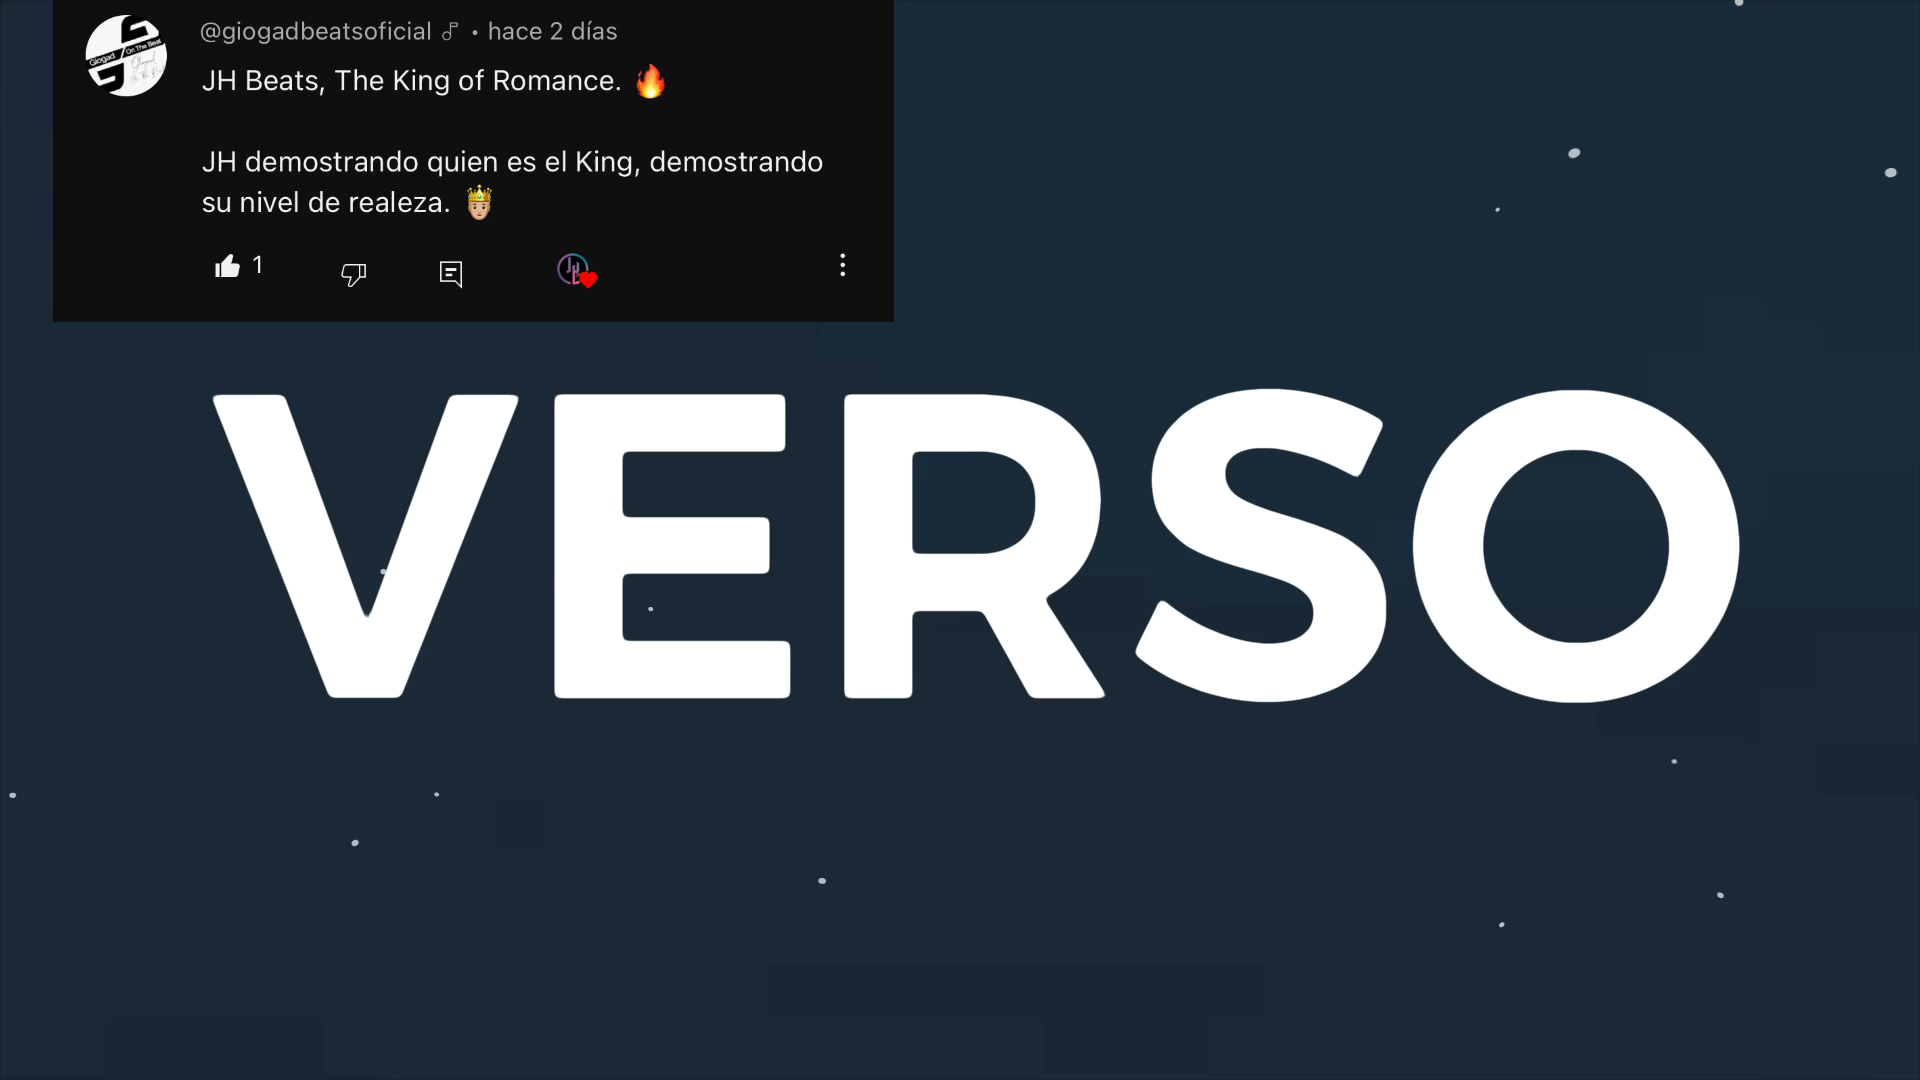 @giogadbeatsoficial • hace 2 días
JH Beats, The King of Romance. 🔥
JH demostrando quien es el King, demostrando
su nivel de realeza. 🤴🏼
1
VERSO